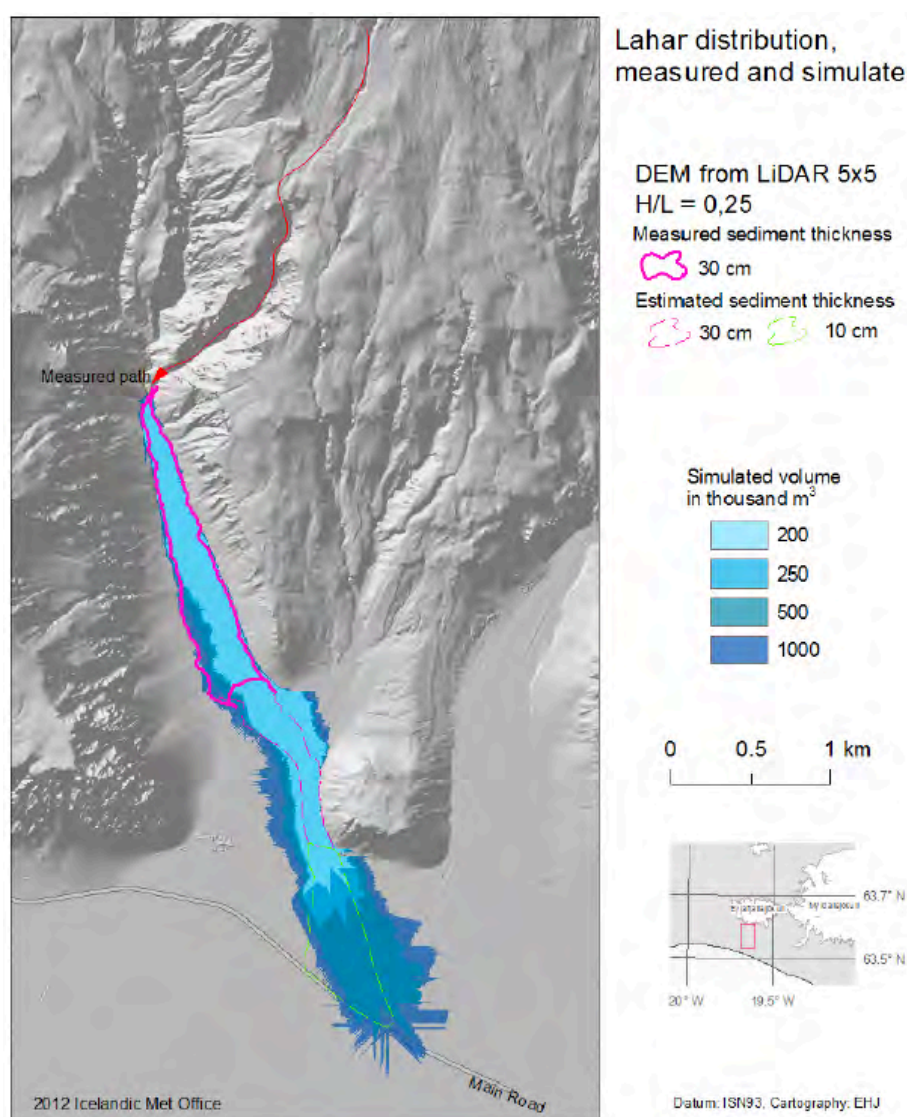 Lahar distribution,
measured and simulate
DEM from LiDAR 5x5
H/L = 0,25
Measured sediment thickness
30 cm
Estimated sediment thickness
30 cm 10 cm
Measured path
Simulated volume
in thousand m³
200
250
500
1000
0 0.5 1 km
63.7° N
63.5° N
20° W 19.5° W
Main Road
2012 Icelandic Met Office
Datum: ISN93, Cartography: EHJ